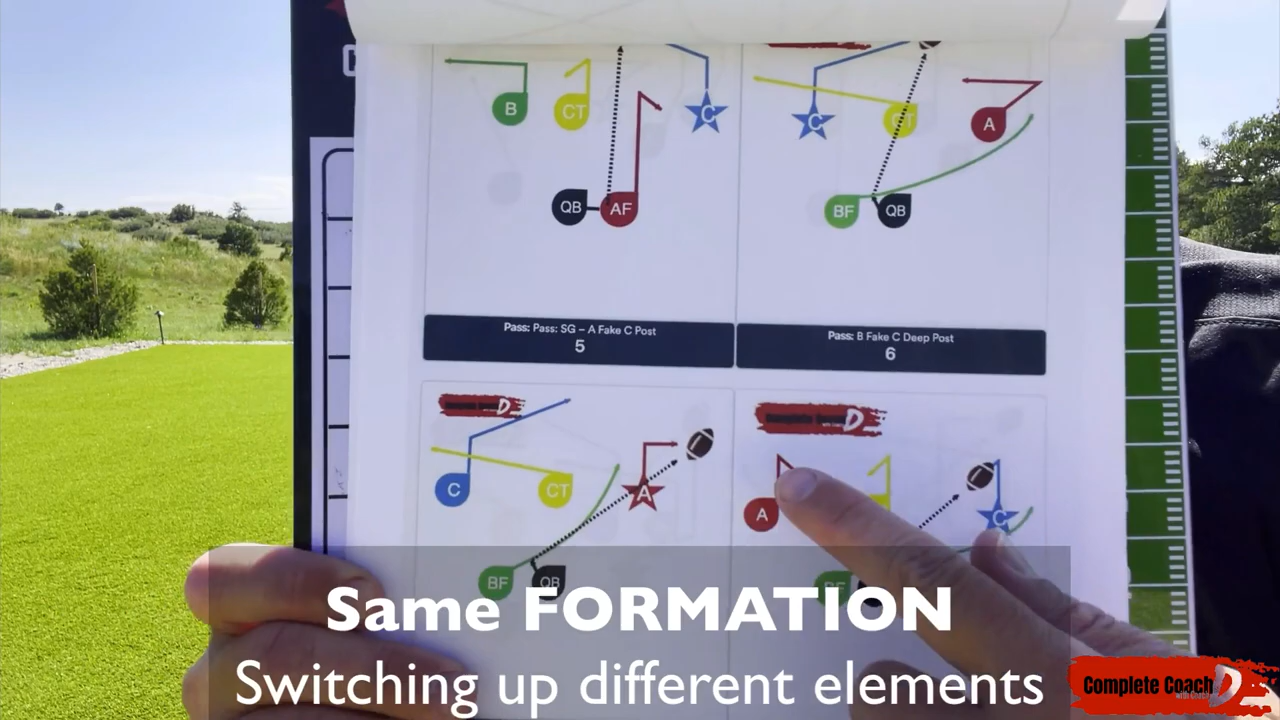 B
CT
C
C
CT
A
QB
AF
BF
QB
Pass: Pass: SG – A Fake C Post
5
Pass: B Fake C Deep Post
6
D
D
C
CT
A
A
C
BF
QB
BF
Same FORMATION
Switching up different elements
Complete Coach D